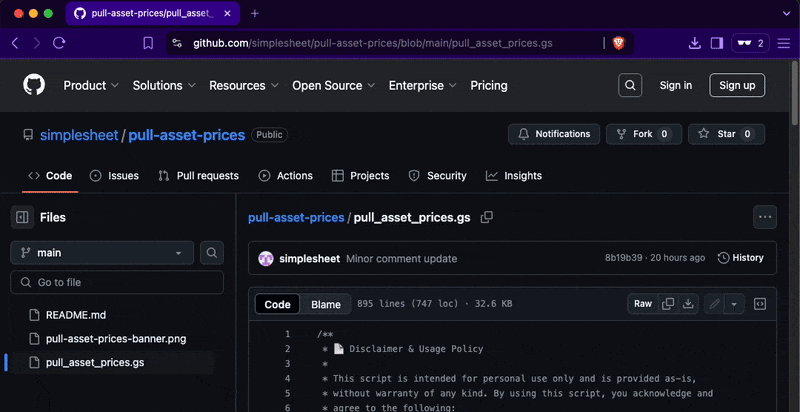 pull-asset-prices/pull_asset_
github.com/simplesheet/pull-asset-prices/blob/main/pull_asset_prices.gs
2
Product
Solutions
Resources
Open Source
Enterprise
Pricing
Sign in
Sign up
simplesheet / pull-asset-prices
Public
Notifications
Fork 0
Star 0
Code
Issues
Pull requests
Actions
Projects
Security
Insights
Files
main
Go to file
README.md
pull-asset-prices-banner.png
pull_asset_prices.gs
pull-asset-prices / pull_asset_prices.gs
simplesheet Minor comment update
8b19b39 · 20 hours ago
History
Code
Blame
895 lines (747 loc) · 32.6 KB
Raw
1 /**
2 * 📄 Disclaimer & Usage Policy
3 *
4 * This script is intended for personal use only and is provided as-is,
5 * without warranty of any kind. By using this script, you acknowledge and
6 * agree to the following: